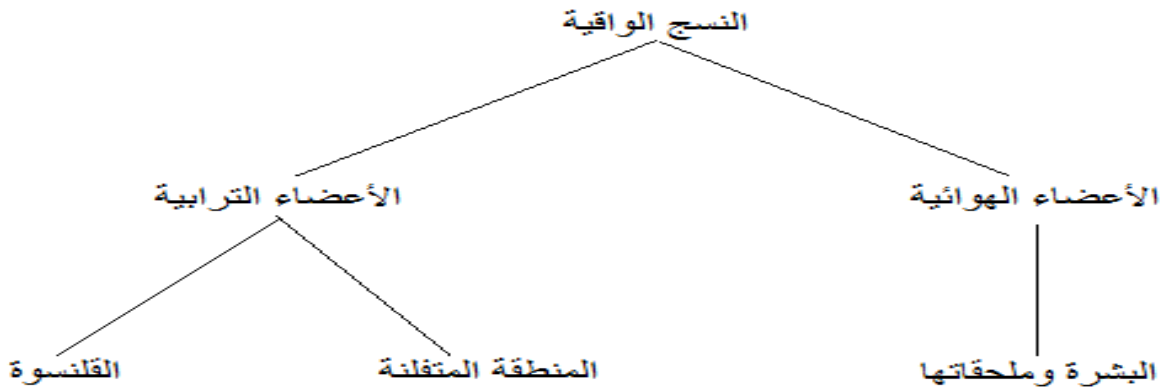 النسج الواقية
الأعضاء الهوائية
الأعضاء الترابية
البشرة وملحقاتها
المنطقة المتفلنة
القلنسوة